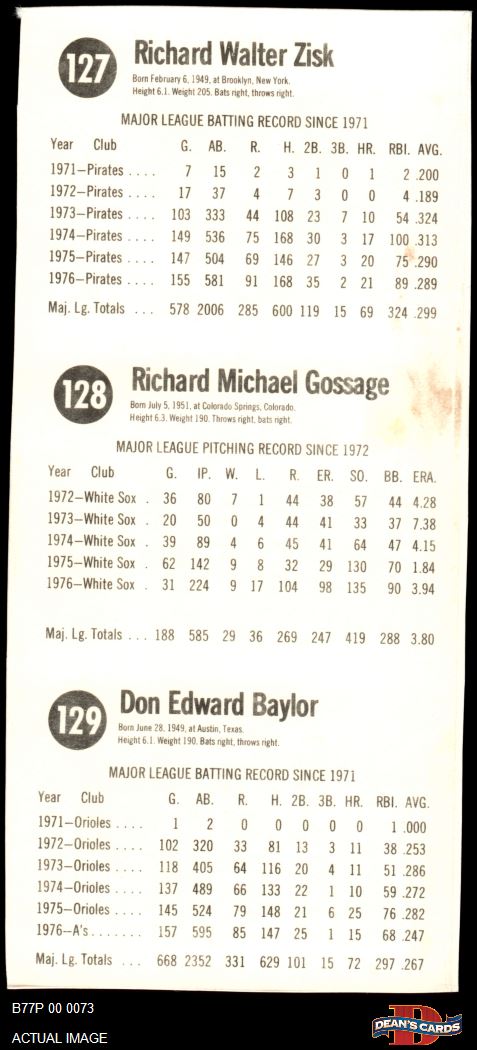 127
Richard Walter Zisk
Born February 6, 1949, at Brooklyn, New York.
Height 6.1. Weight 205. Bats right, throws right.
MAJOR LEAGUE BATTING RECORD SINCE 1971
Year Club G. AB. R. H. 2B. 3B. HR. RBI. AVG.
1971—Pirates .... 7 15 2 3 1 0 1 2 .200
1972—Pirates .... 17 37 4 7 3 0 0 4 .189
1973—Pirates .... 103 333 44 108 23 7 10 54 .324
1974—Pirates .... 149 536 75 168 30 3 17 100 .313
1975—Pirates .... 147 504 69 146 27 3 20 75 .290
1976—Pirates .... 155 581 91 168 35 2 21 89 .289
Maj. Lg. Totals ... 578 2006 285 600 119 15 69 324 .299
128
Richard Michael Gossage
Born July 5, 1951, at Colorado Springs, Colorado.
Height 6.3. Weight 190. Throws right, bats right.
MAJOR LEAGUE PITCHING RECORD SINCE 1972
Year Club G. IP. W. L. R. ER. SO. BB. ERA.
1972—White Sox . 36 80 7 1 44 38 57 44 4.28
1973—White Sox . 20 50 0 4 44 41 33 37 7.38
1974—White Sox . 39 89 4 6 45 41 64 47 4.15
1975—White Sox . 62 142 9 8 32 29 130 70 1.84
1976—White Sox . 31 224 9 17 104 98 135 90 3.94
Maj. Lg. Totals ... 188 585 29 36 269 247 419 288 3.80
129
Don Edward Baylor
Born June 28, 1949, at Austin, Texas.
Height 6.1. Weight 190. Bats right, throws right.
MAJOR LEAGUE BATTING RECORD SINCE 1971
Year Club G. AB. R. H. 2B. 3B. HR. RBI. AVG.
1971—Orioles .... 1 2 0 0 0 0 0 1 .000
1972—Orioles .... 102 320 33 81 13 3 11 38 .253
1973—Orioles .... 118 405 64 116 20 4 11 51 .286
1974—Orioles .... 137 489 66 133 22 1 10 59 .272
1975—Orioles .... 145 524 79 148 21 6 25 76 .282
1976—A's ....... 157 595 85 147 25 1 15 68 .247
Maj. Lg. Totals ... 668 2352 331 629 101 15 72 297 .267
B77P 00 0073
ACTUAL IMAGE
D
DEAN'S CARDS